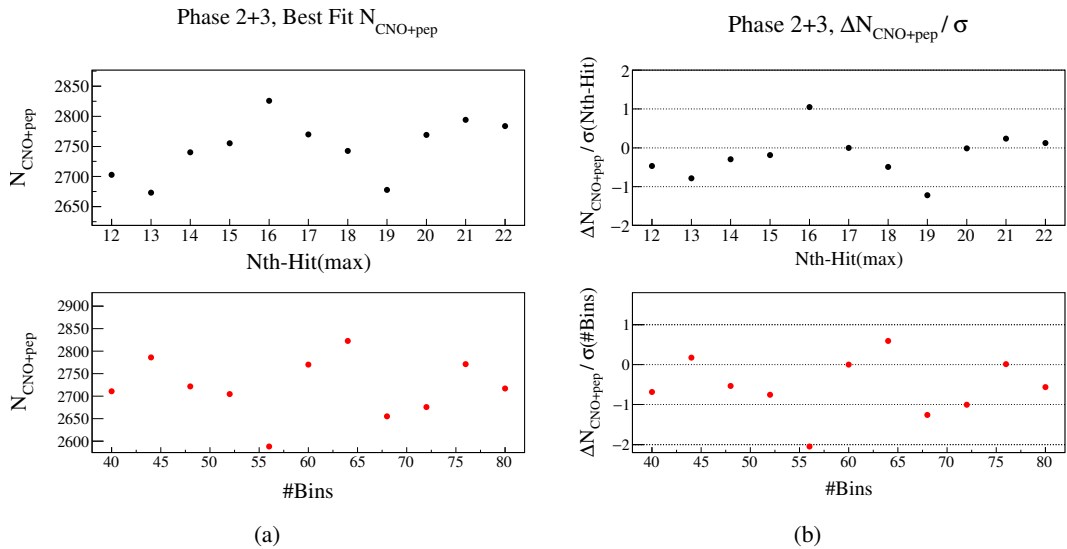 Phase 2+3, Best Fit N_CNO+pep
N_CNO+pep
2850
2800
2750
2700
2650
12 13 14 15 16 17 18 19 20 21 22
Nth-Hit(max)
N_CNO+pep
2900
2850
2800
2750
2700
2650
2600
40 45 50 55 60 65 70 75 80
#Bins
(a)
Phase 2+3, ΔN_CNO+pep / σ
ΔN_CNO+pep / σ(Nth-Hit)
2
1
0
−1
−2
12 13 14 15 16 17 18 19 20 21 22
Nth-Hit(max)
ΔN_CNO+pep / σ(#Bins)
1
0
−1
−2
40 45 50 55 60 65 70 75 80
#Bins
(b)